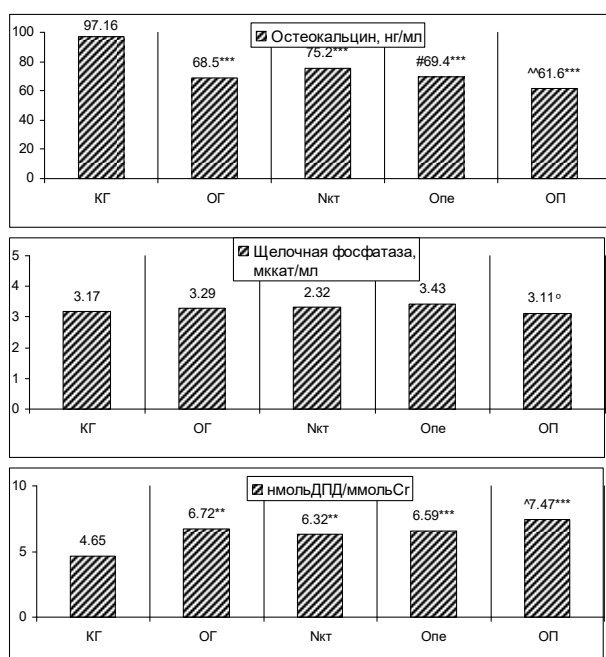 Остеокальцин, нг/мл
100
80
60
40
20
0
97.16
68.5***
75.2***
#69.4***
^^61.6***
КГ
ОГ
Nкт
Опе
ОП
Щелочная фосфатаза,
мккат/мл
5
4
3
2
1
0
3.17
3.29
2.32
3.43
3.11°
КГ
ОГ
Nкт
Опе
ОП
нмольДПД/ммольCr
10
5
0
4.65
6.72**
6.32**
6.59***
^7.47***
КГ
ОГ
Nкт
Опе
ОП